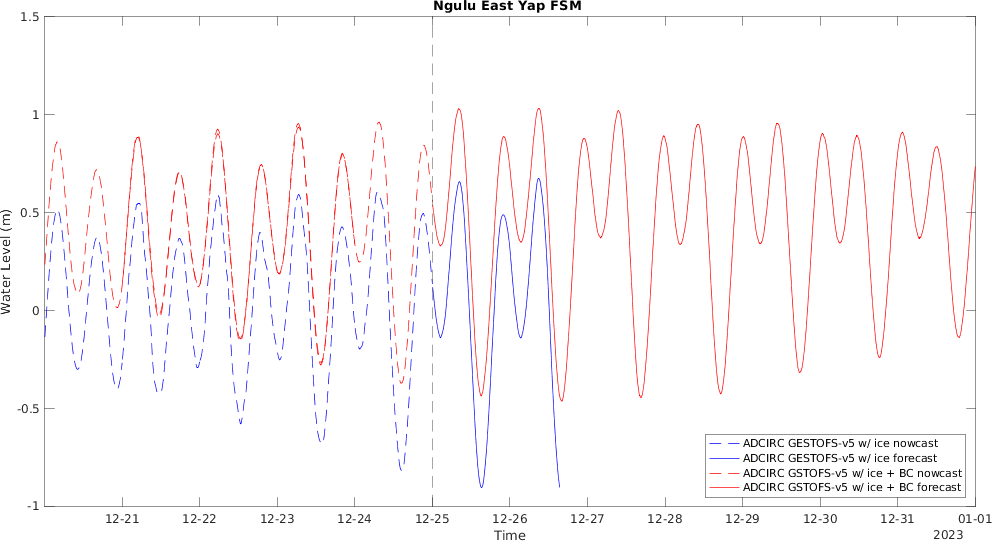 Ngulu East Yap FSM
1.5
1
0.5
0
-0.5
-1
Water Level (m)
ADCIRC GESTOFS-v5 w/ ice nowcast
ADCIRC GESTOFS-v5 w/ ice forecast
ADCIRC GSTOFS-v5 w/ ice + BC nowcast
ADCIRC GSTOFS-v5 w/ ice + BC forecast
12-21 12-22 12-23 12-24 12-25 12-26 12-27 12-28 12-29 12-30 12-31 01-01
Time
2023